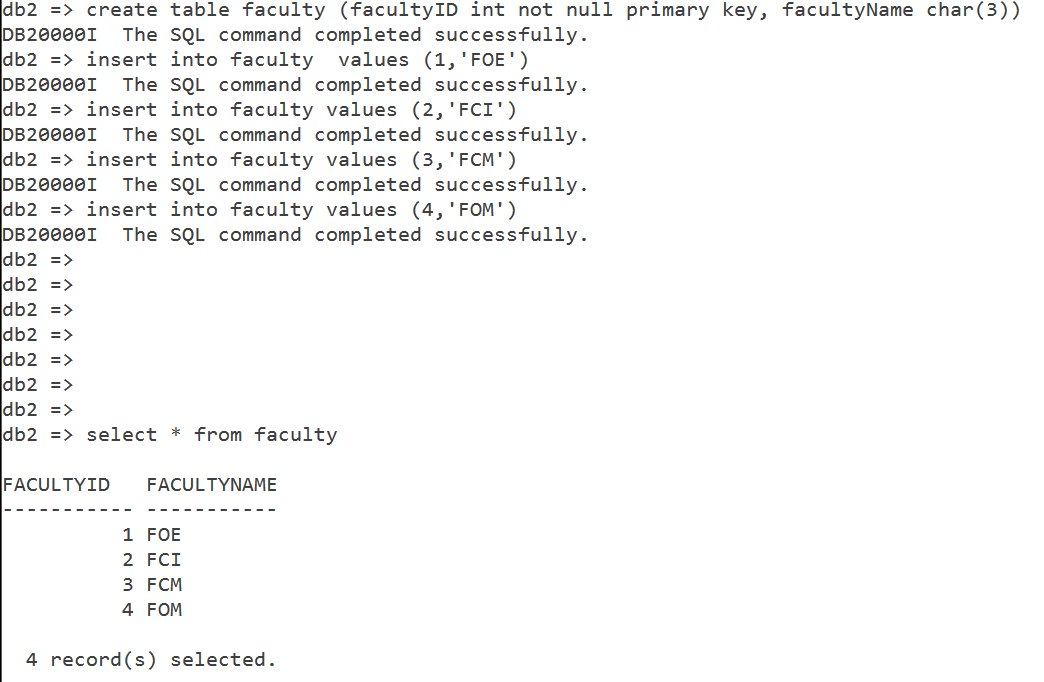 db2 => create table faculty (facultyID int not null primary key, facultyName char(3))
DB20000I  The SQL command completed successfully.
db2 => insert into faculty  values (1,'FOE')
DB20000I  The SQL command completed successfully.
db2 => insert into faculty values (2,'FCI')
DB20000I  The SQL command completed successfully.
db2 => insert into faculty values (3,'FCM')
DB20000I  The SQL command completed successfully.
db2 => insert into faculty values (4,'FOM')
DB20000I  The SQL command completed successfully.
db2 =>
db2 =>
db2 =>
db2 =>
db2 =>
db2 =>
db2 =>
db2 => select * from faculty

FACULTYID   FACULTYNAME
----------- -----------
          1 FOE
          2 FCI
          3 FCM
          4 FOM

  4 record(s) selected.